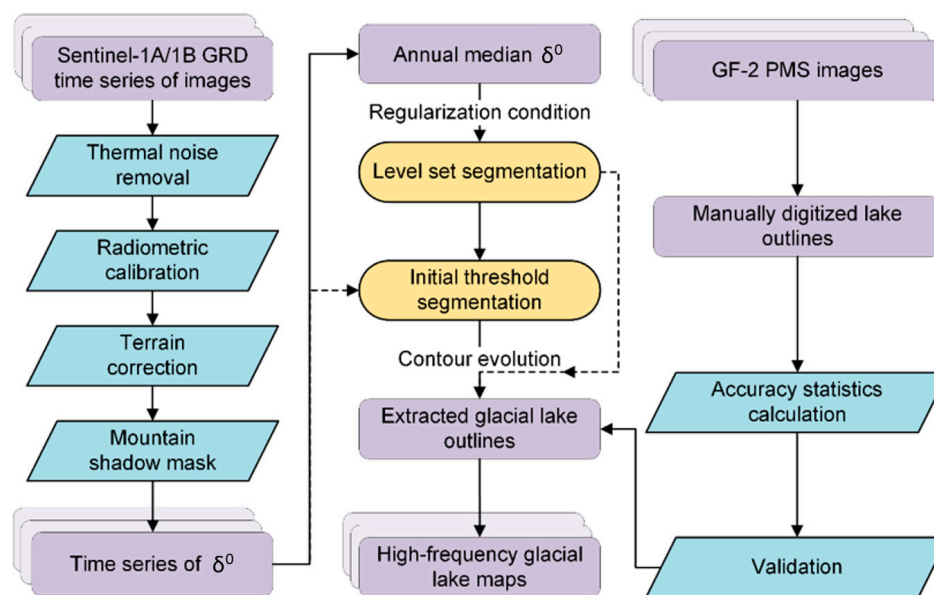 Sentinel-1A/1B GRD
time series of images
Thermal noise
removal
Radiometric
calibration
Terrain
correction
Mountain
shadow mask
Time series of δ⁰
Annual median δ⁰
Regularization condition
Level set segmentation
Initial threshold
segmentation
Contour evolution
Extracted glacial lake
outlines
High-frequency glacial
lake maps
GF-2 PMS images
Manually digitized lake
outlines
Accuracy statistics
calculation
Validation